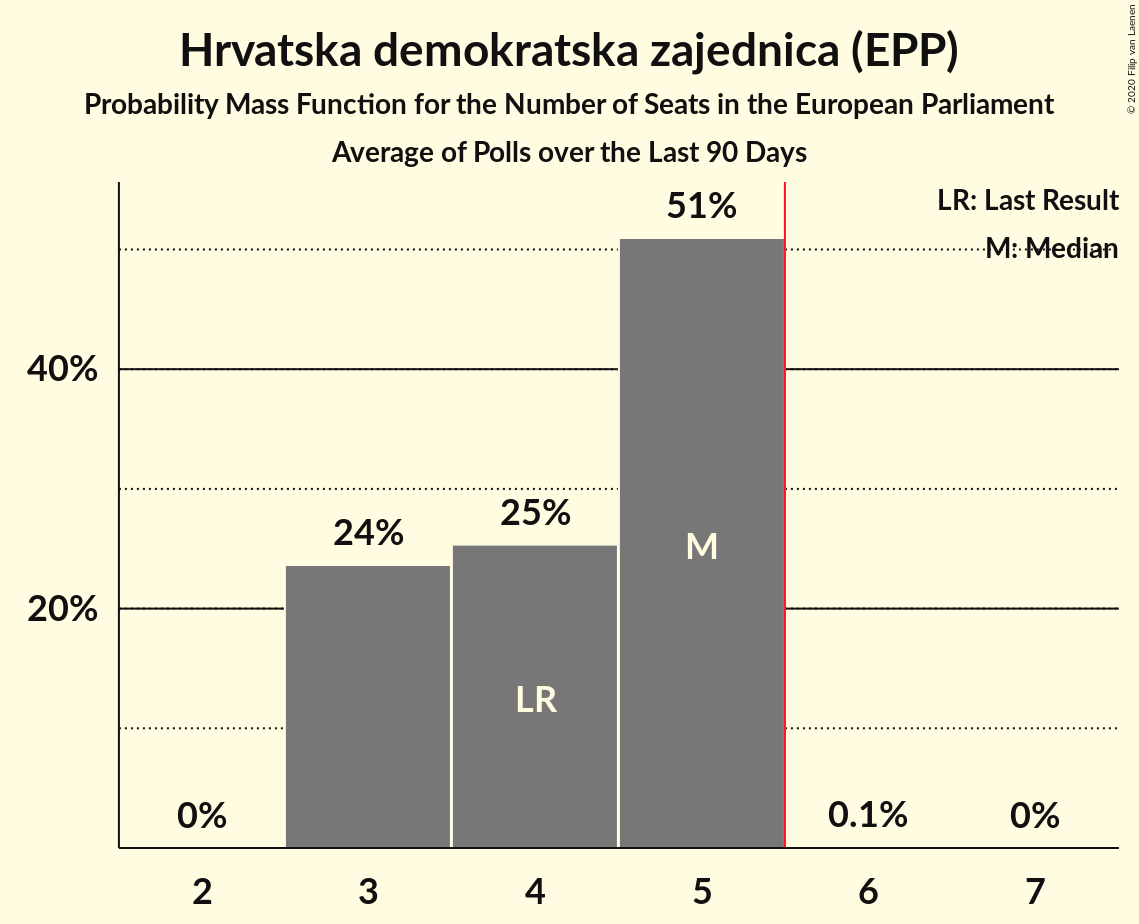 Hrvatska demokratska zajednica (EPP)
Probability Mass Function for the Number of Seats in the European Parliament
Average of Polls over the Last 90 Days
© 2020 Filip van Laenen
LR: Last Result
M: Median
51%
40%
25%
24%
M
20%
LR
0%
0.1%
0%
2 3 4 5 6 7